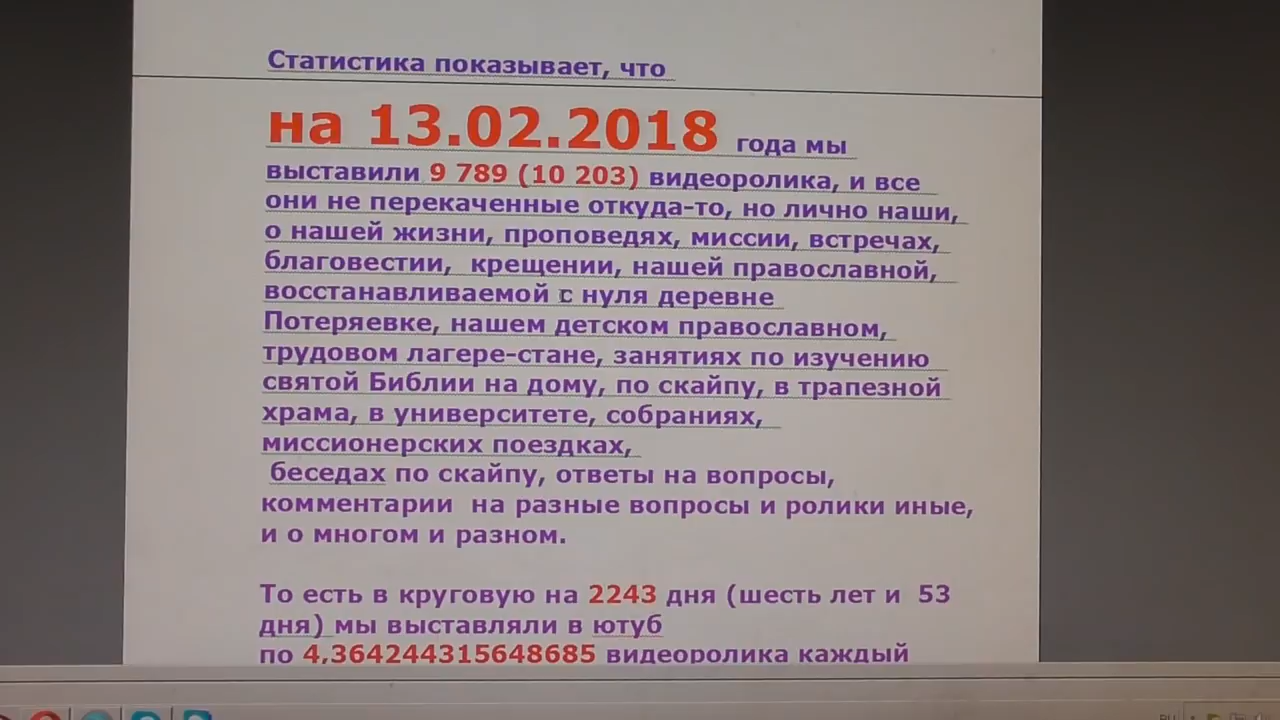 Статистика показывает, что
на 13.02.2018 года мы
выставили 9 789 (10 203) видеоролика, и все
они не перекаченные откуда-то, но лично наши,
о нашей жизни, проповедях, миссии, встречах,
благовестии, крещении, нашей православной,
восстанавливаемой с нуля деревне
Потеряевке, нашем детском православном,
трудовом лагере-стане, занятиях по изучению
святой Библии на дому, по скайпу, в трапезной
храма, в университете, собраниях,
миссионерских поездках,
беседах по скайпу, ответы на вопросы,
комментарии на разные вопросы и ролики иные,
и о многом и разном.
То есть в круговую на 2243 дня (шесть лет и 53
дня) мы выставляли в ютуб
по 4,364244315648685 видеоролика каждый
RU